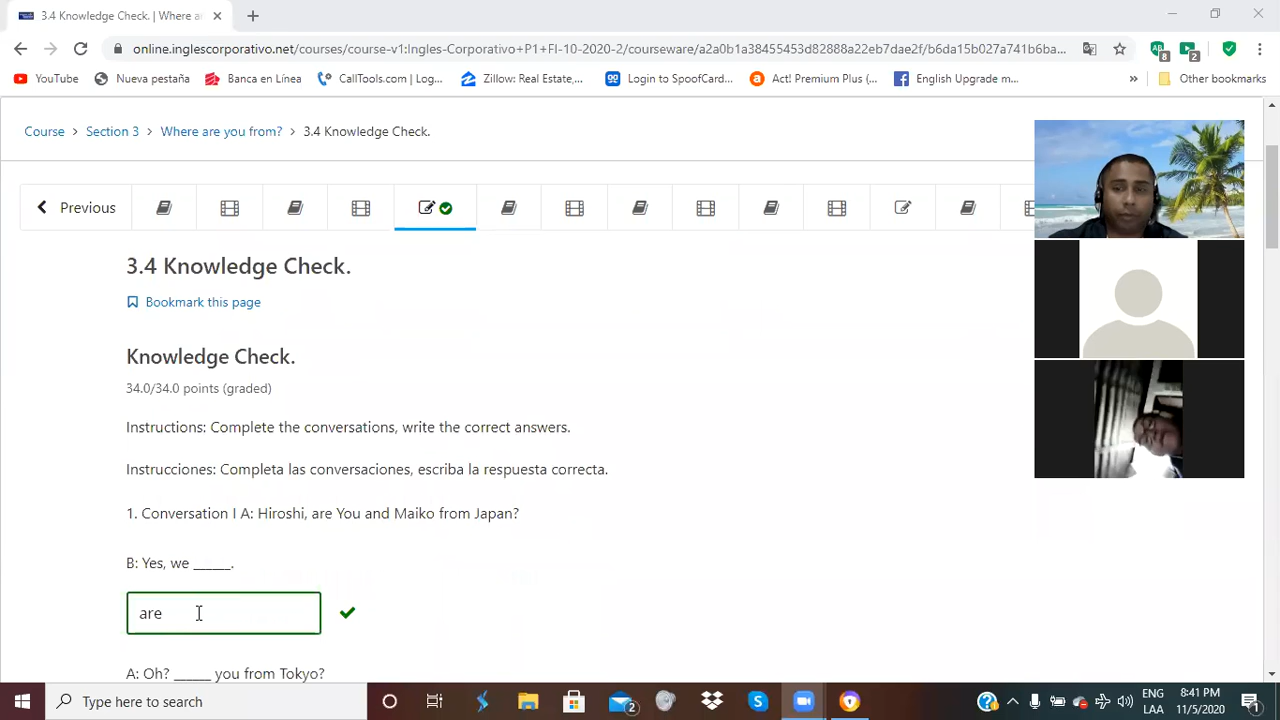 3.4 Knowledge Check. | Where a
online.inglescorporativo.net/courses/course-v1:Ingles-Corporativo+P1+FI-10-2020-2/courseware/a2a0b1a38455453d82888a22eb7dae2f/b6da15b027a741b6ba...
8
2
YouTube
Nueva pestaña
Banca en Línea
CallTools.com | Log...
Zillow: Real Estate,...
Login to SpoofCard...
Act! Premium Plus (...
English Upgrade m...
»
Other bookmarks
Course > Section 3 > Where are you from? > 3.4 Knowledge Check.
Previous
3.4 Knowledge Check.
Bookmark this page
Knowledge Check.
34.0/34.0 points (graded)
Instructions: Complete the conversations, write the correct answers.
Instrucciones: Completa las conversaciones, escriba la respuesta correcta.
1. Conversation I A: Hiroshi, are You and Maiko from Japan?
B: Yes, we ______.
are
A: Oh? ______ you from Tokyo?
Type here to search
2
ENG
LAA
8:41 PM
11/5/2020
1